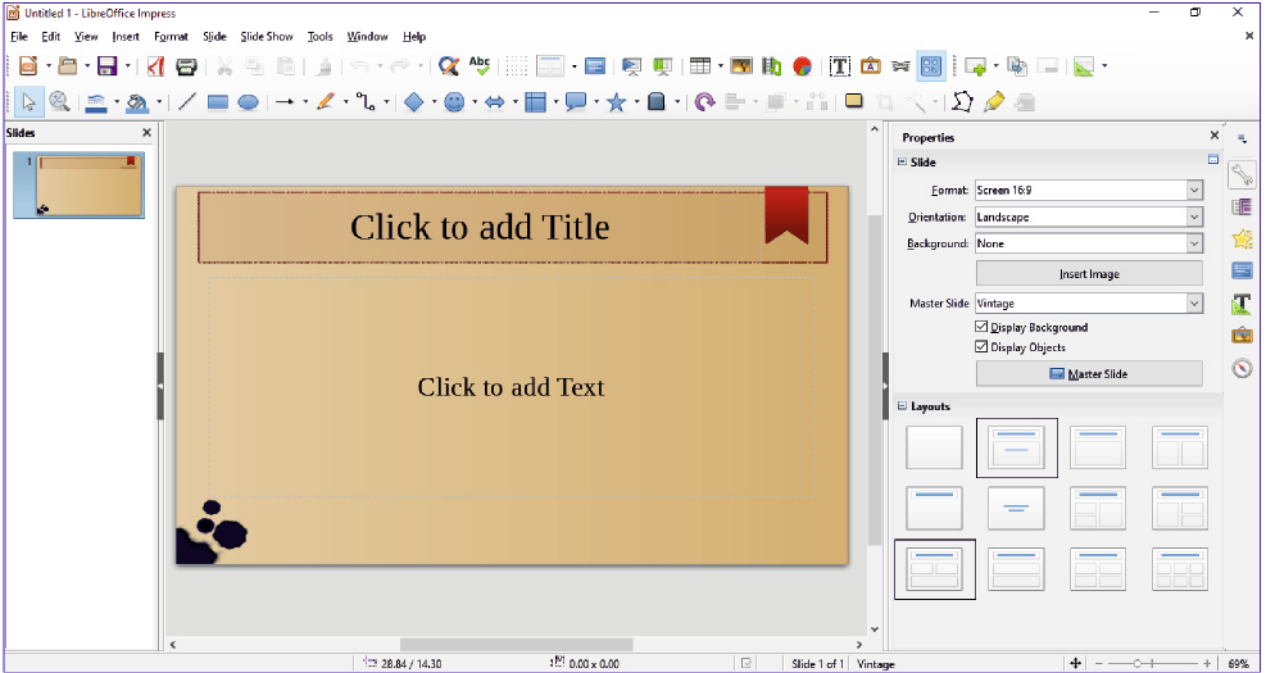 Untitled 1 - LibreOffice Impress
File Edit View Insert Format Slide Slide Show Tools Window Help
Abc
Slides
1
Click to add Title
Click to add Text
Properties
Slide
Format: Screen 16:9
Orientation: Landscape
Background: None
Insert Image
Master Slide Vintage
Display Background
Display Objects
Master Slide
Layouts
28.84 / 14.30 0.00 x 0.00 Slide 1 of 1 Vintage 69%